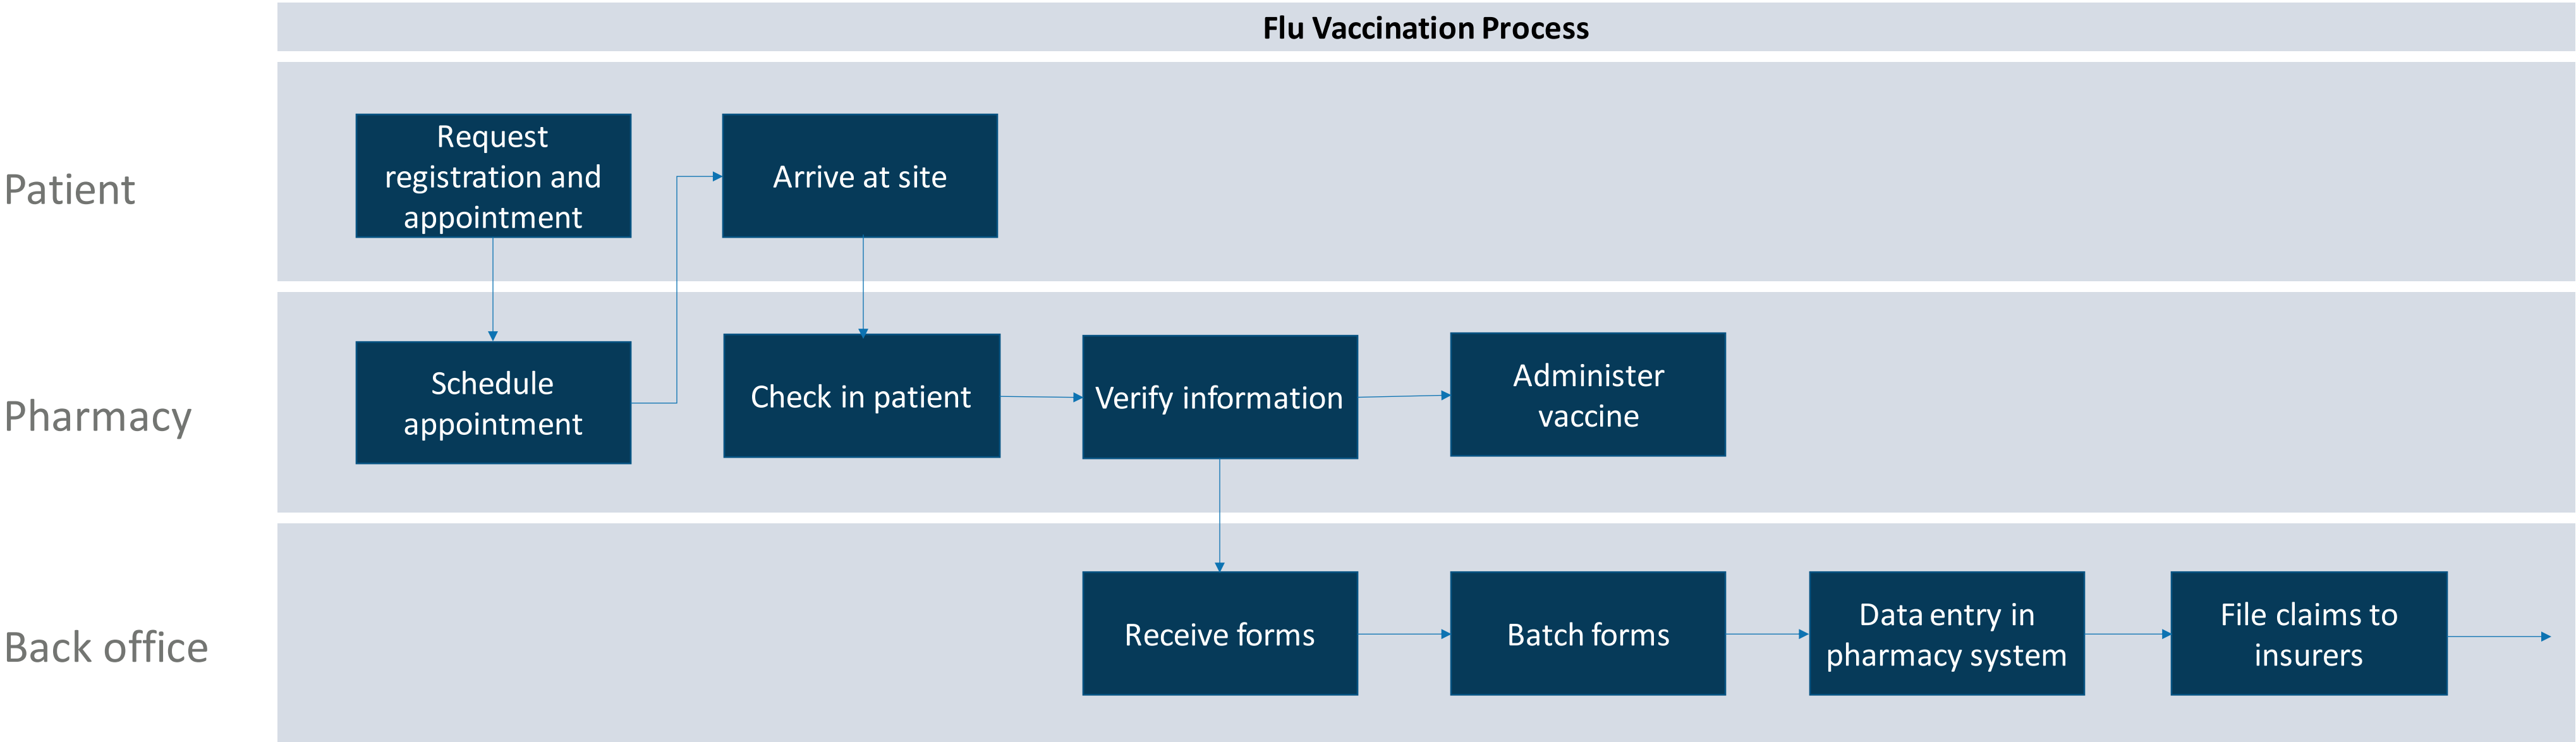 Flu Vaccination Process
Patient
Request
registration and
appointment
Arrive at site
Pharmacy
Schedule
appointment
Check in patient
Verify information
Administer
vaccine
Back office
Receive forms
Batch forms
Data entry in
pharmacy system
File claims to
insurers